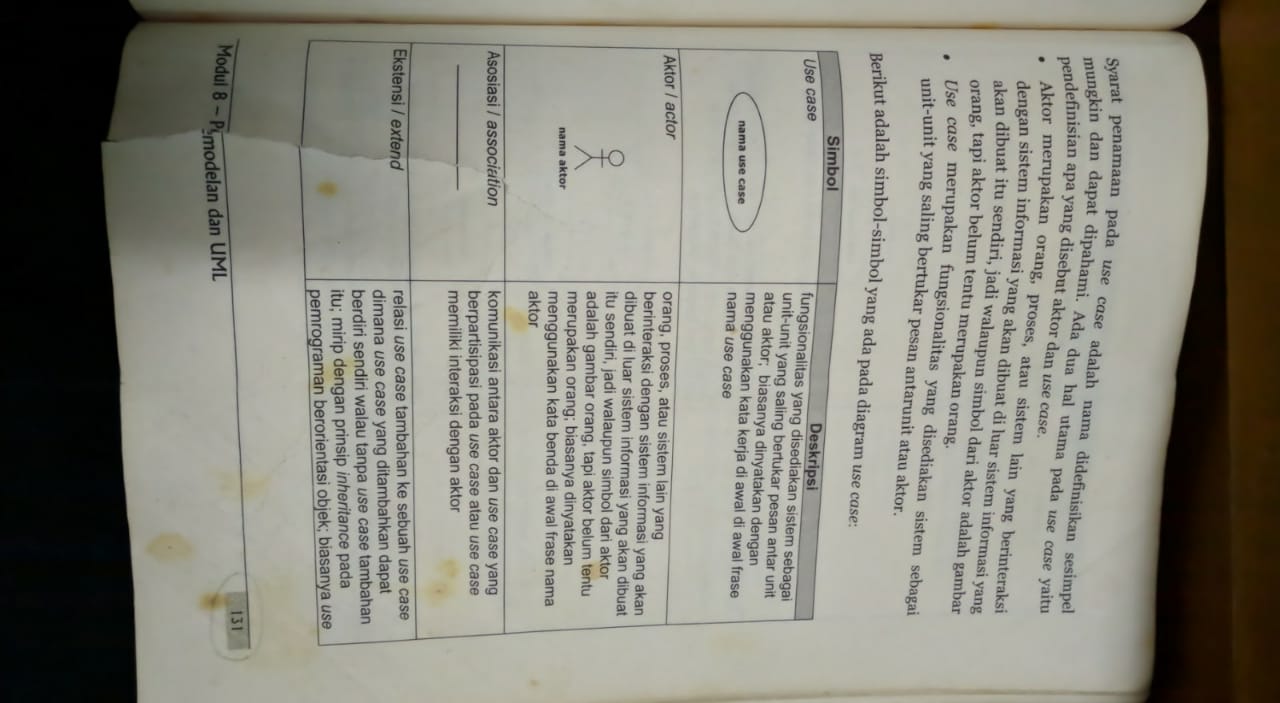 Syarat penamaan pada use case adalah nama didefinisikan sesimpel
mungkin dan dapat dipahami. Ada dua hal utama pada use case yaitu
pendefinisian apa yang disebut aktor dan use case.
• Aktor merupakan orang, proses, atau sistem lain yang berinteraksi
dengan sistem informasi yang akan dibuat di luar sistem informasi yang
akan dibuat itu sendiri, jadi walaupun simbol dari aktor adalah gambar
orang, tapi aktor belum tentu merupakan orang.
• Use case merupakan fungsionalitas yang disediakan sistem sebagai
unit-unit yang saling bertukar pesan antarunit atau aktor.
Berikut adalah simbol-simbol yang ada pada diagram use case:
Simbol
Deskripsi
Use case
nama use case
fungsionalitas yang disediakan sistem sebagai
unit-unit yang saling bertukar pesan antar unit
atau aktor; biasanya dinyatakan dengan
menggunakan kata kerja di awal di awal frase
nama use case
Aktor / actor
nama aktor
orang, proses, atau sistem lain yang
berinteraksi dengan sistem informasi yang akan
dibuat di luar sistem informasi yang akan dibuat
itu sendiri, jadi walaupun simbol dari aktor
adalah gambar orang, tapi aktor belum tentu
merupakan orang; biasanya dinyatakan
menggunakan kata benda di awal frase nama
aktor
Asosiasi / association
komunikasi antara aktor dan use case yang
berpartisipasi pada use case atau use case
memiliki interaksi dengan aktor
Ekstensi / extend
relasi use case tambahan ke sebuah use case
dimana use case yang ditambahkan dapat
berdiri sendiri walau tanpa use case tambahan
itu; mirip dengan prinsip inheritance pada
pemrograman berorientasi objek; biasanya use
Modul 8 – Pemodelan dan UML
131